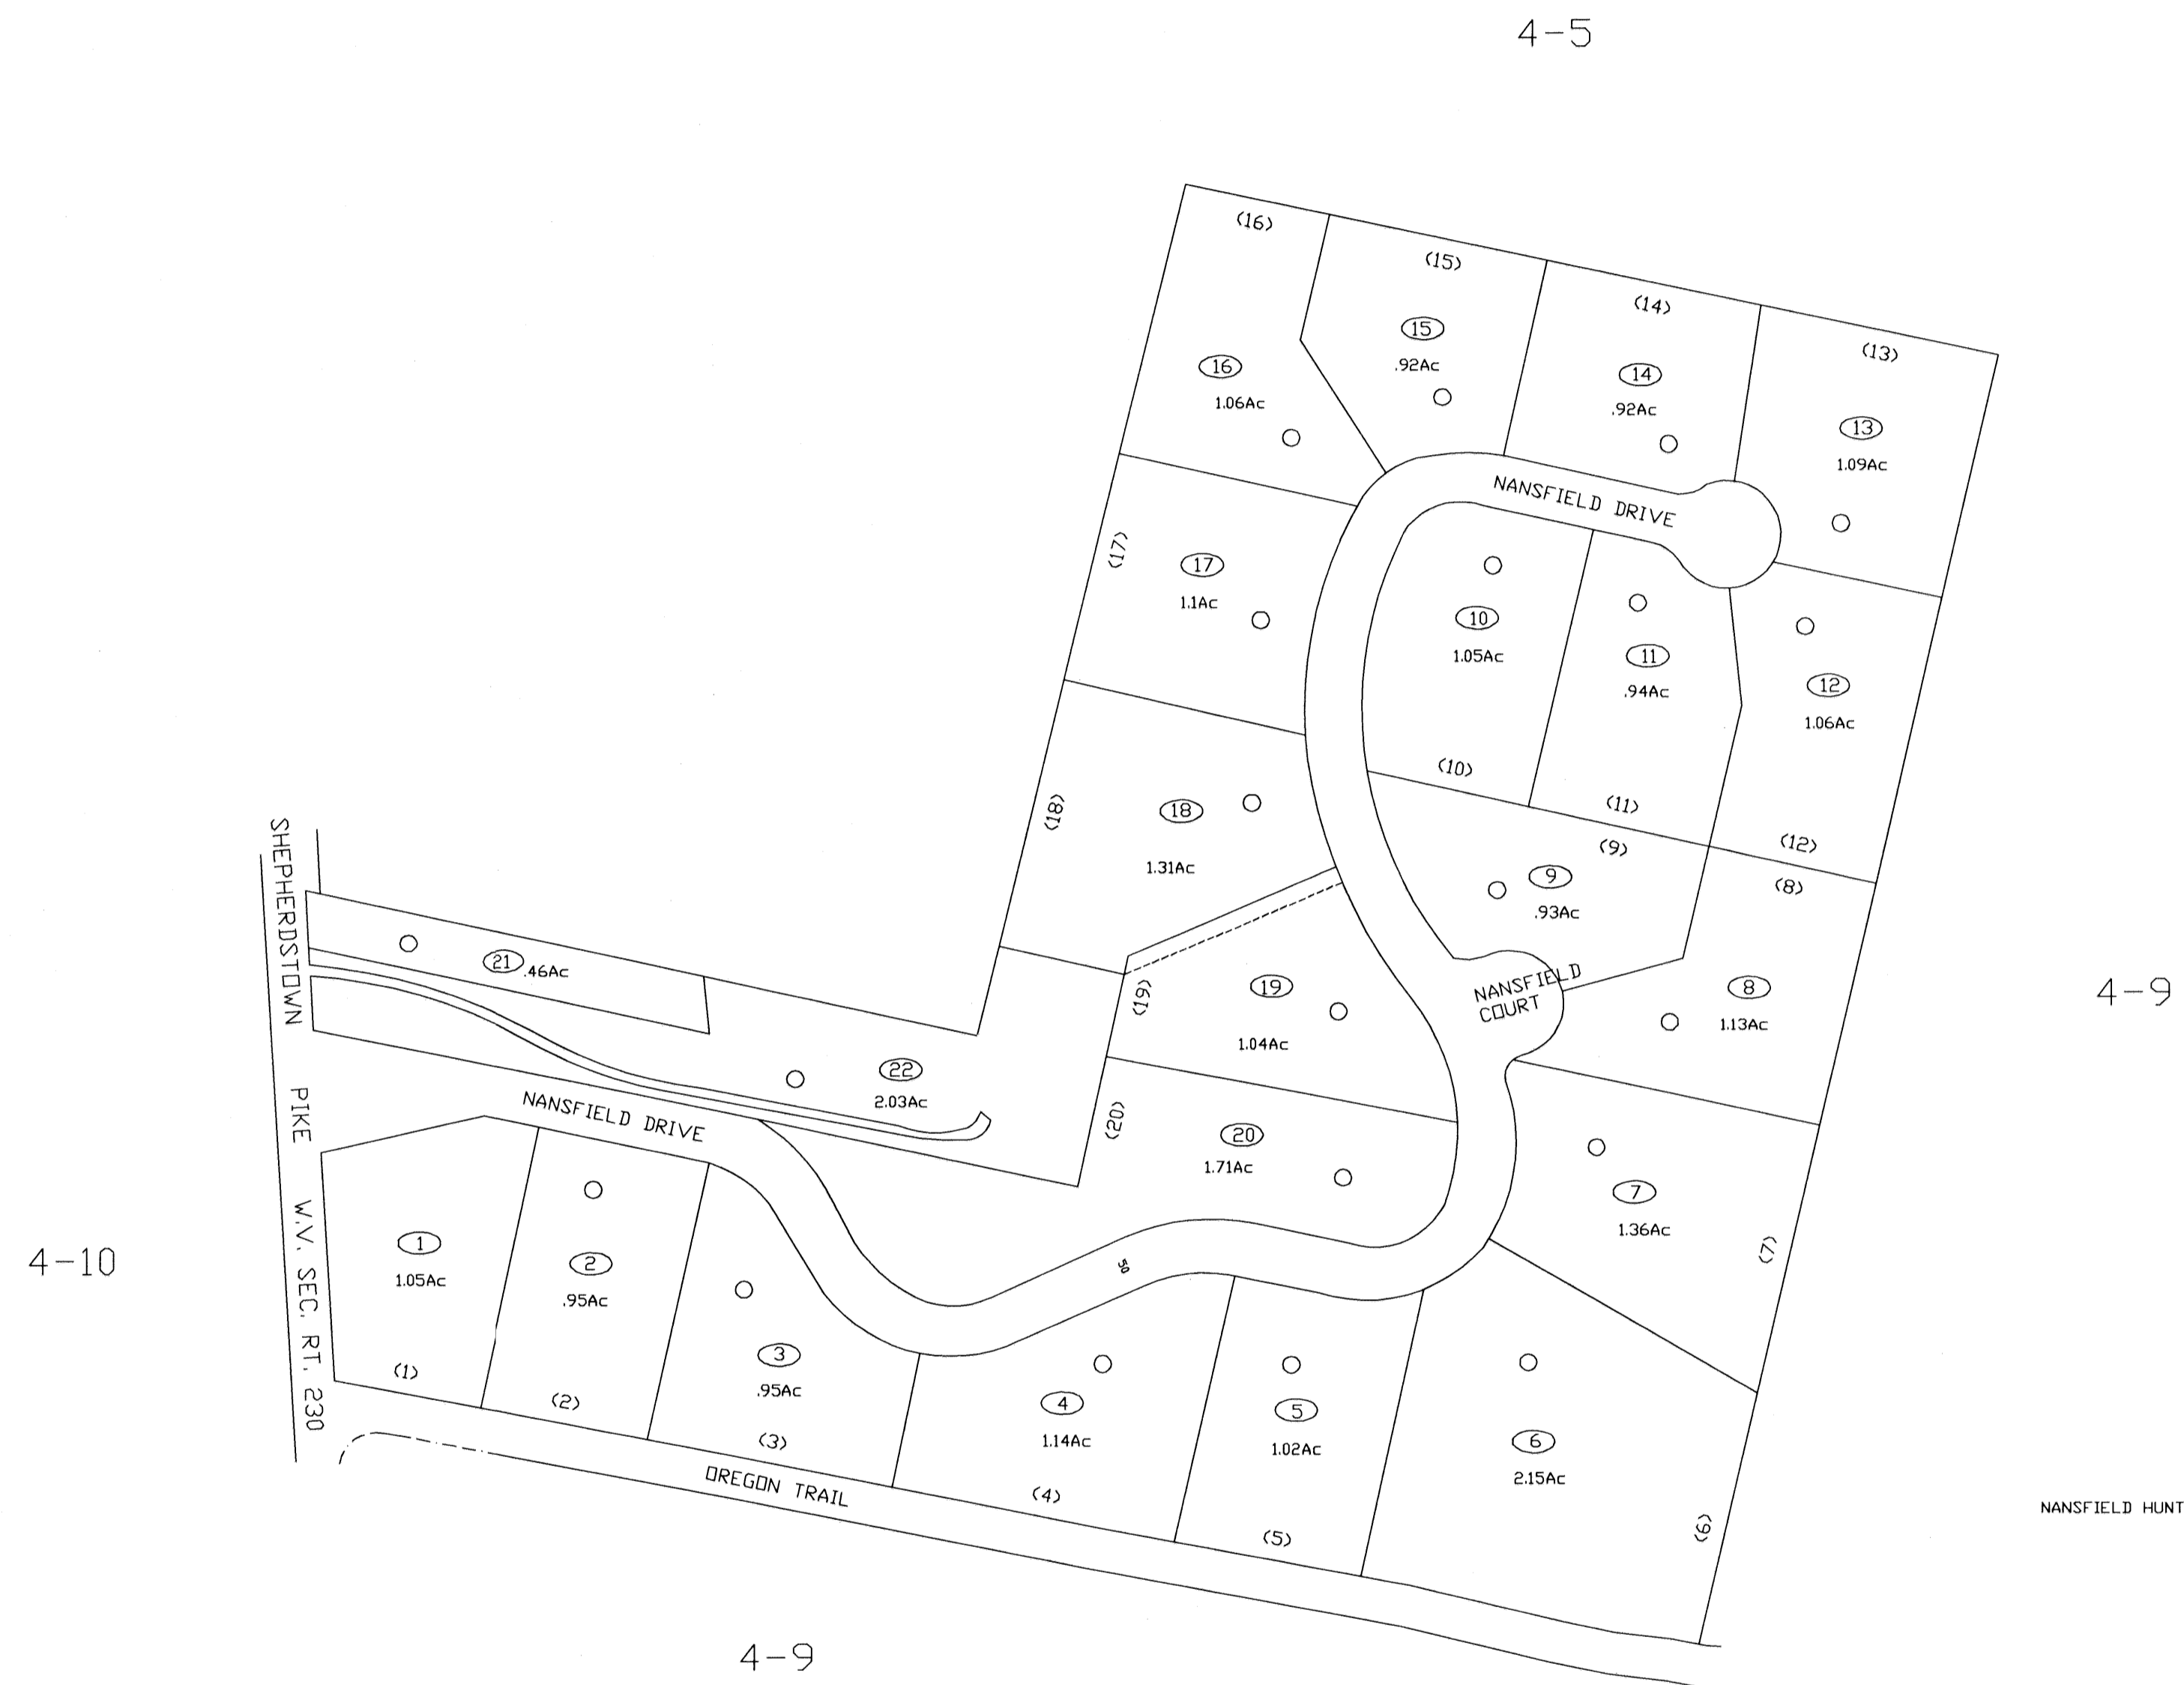 4-5
(16)
(15)
(14)
(13)
16
1.06Ac
15
.92Ac
14
.92Ac
13
1.09Ac
NANSFIELD DRIVE
(17)
17
1.1Ac
10
1.05Ac
11
.94Ac
12
1.06Ac
(10)
(11)
(12)
(18)
18
1.31Ac
(9)
9
.93Ac
(8)
8
1.13Ac
4-9
SHEPHERDSTOWN PIKE W.V. SEC. RT. 230
21
.46Ac
22
2.03Ac
(19)
19
1.04Ac
NANSFIELD
COURT
NANSFIELD DRIVE
(20)
20
1.71Ac
7
1.36Ac
(7)
4-10
1
1.05Ac
(1)
2
.95Ac
(2)
3
.95Ac
(3)
50
4
1.14Ac
(4)
5
1.02Ac
(5)
6
2.15Ac
(6)
OREGON TRAIL
NANSFIELD HUNT
4-9